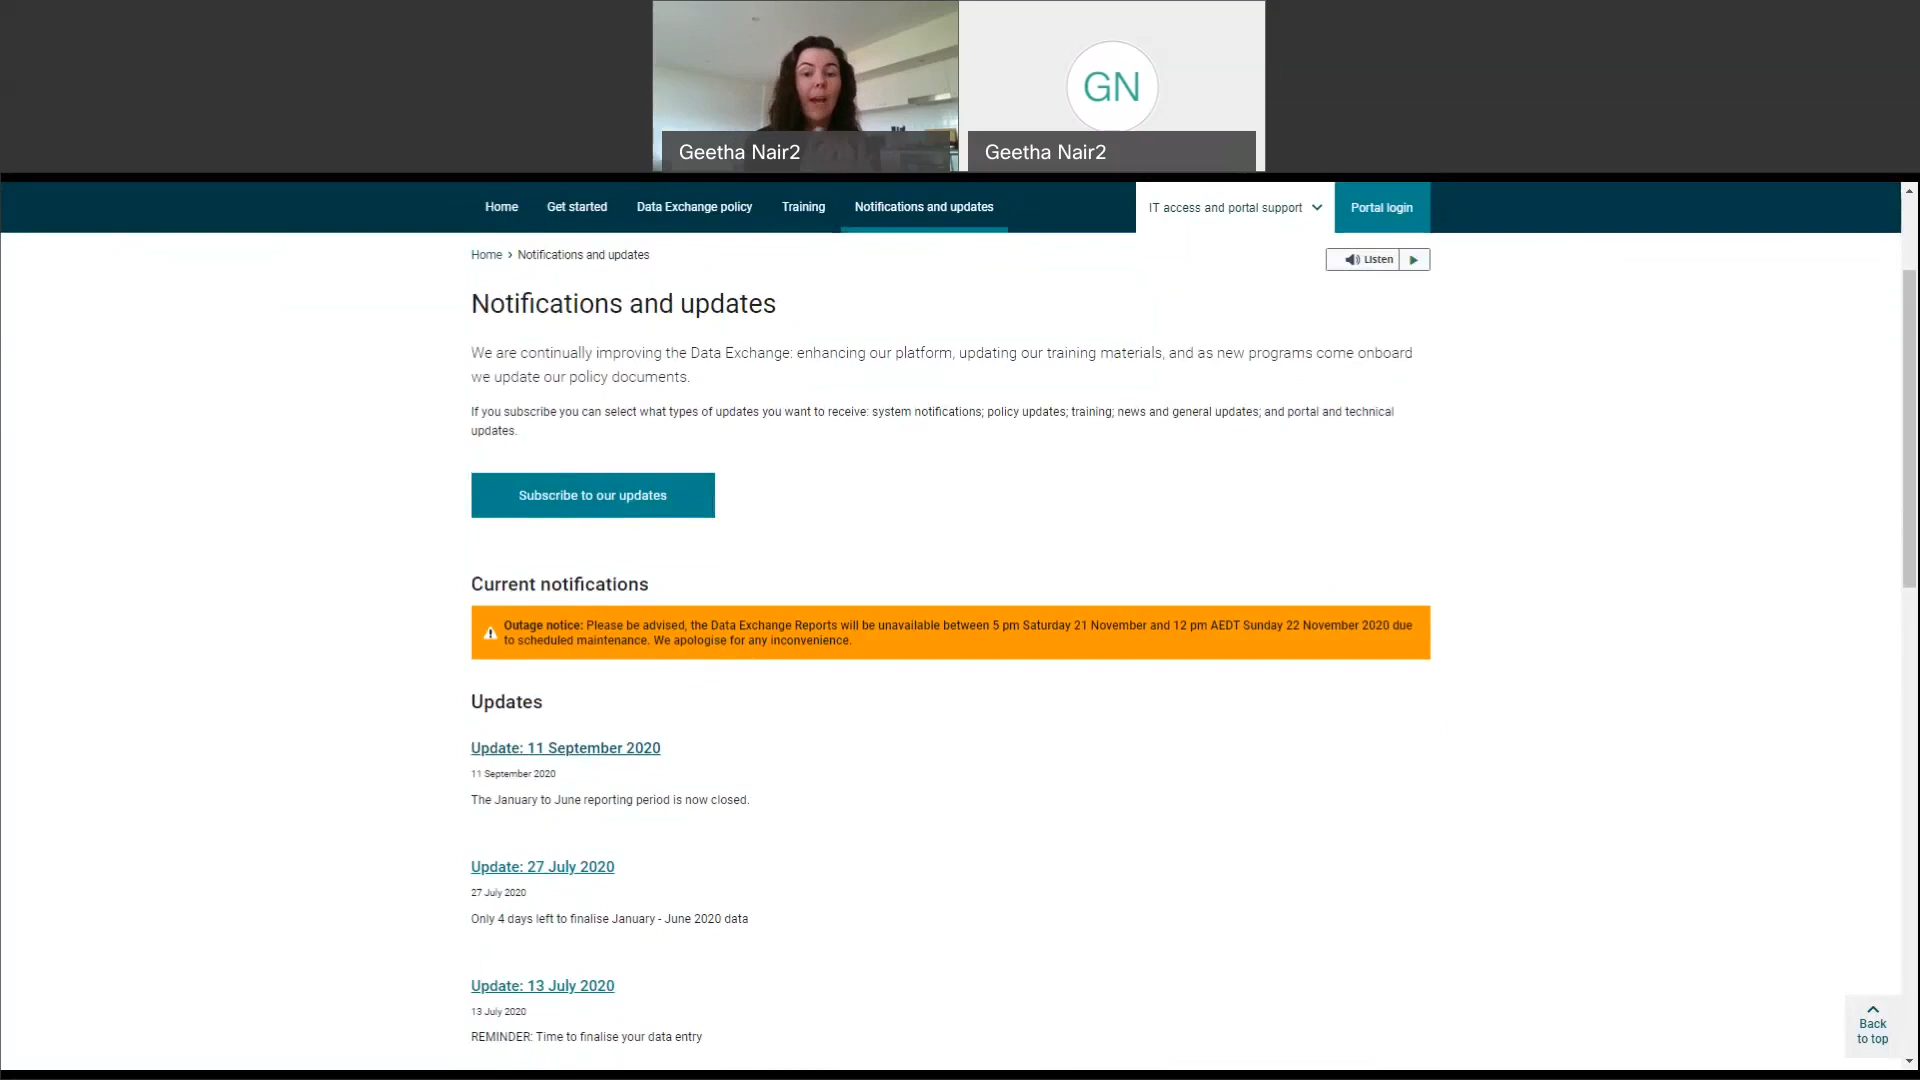 GN
Geetha Nair2
Geetha Nair2
Home
Get started
Data Exchange policy
Training
Notifications and updates
IT access and portal support
Portal login
Home › Notifications and updates
Listen
Notifications and updates
We are continually improving the Data Exchange: enhancing our platform, updating our training materials, and as new programs come onboard
we update our policy documents.
If you subscribe you can select what types of updates you want to receive: system notifications; policy updates; training; news and general updates; and portal and technical
updates.
Subscribe to our updates
Current notifications
Outage notice: Please be advised, the Data Exchange Reports will be unavailable between 5 pm Saturday 21 November and 12 pm AEDT Sunday 22 November 2020 due
to scheduled maintenance. We apologise for any inconvenience.
Updates
Update: 11 September 2020
11 September 2020
The January to June reporting period is now closed.
Update: 27 July 2020
27 July 2020
Only 4 days left to finalise January - June 2020 data
Update: 13 July 2020
13 July 2020
REMINDER: Time to finalise your data entry
Back
to top